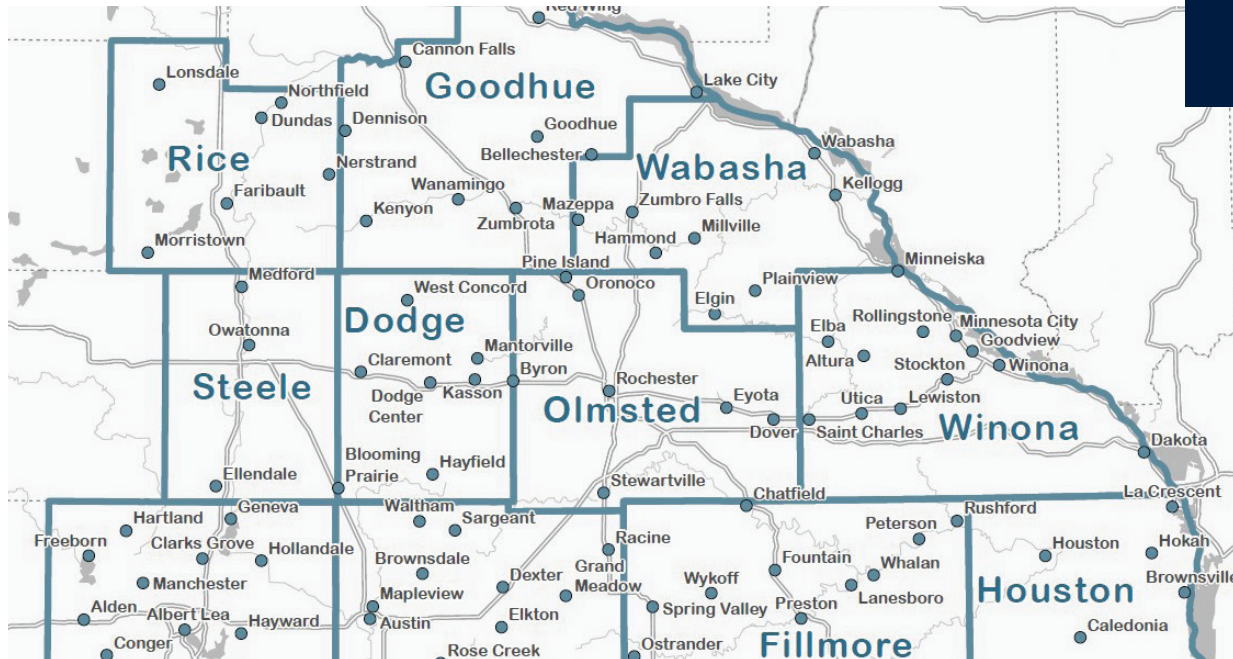 Red Wing
Cannon Falls
Lonsdale
Goodhue
Lake City
Northfield
Dundas
Dennison
Goodhue
Wabasha
Rice
Nerstrand
Bellechester
Wabasha
Faribault
Wanamingo
Kellogg
Kenyon
Zumbrota
Mazeppa
Zumbro Falls
Morristown
Hammond
Millville
Medford
Pine Island
Minneiska
West Concord
Oronoco
Plainview
Elgin
Dodge
Owatonna
Mantorville
Elba
Rollingstone
Minnesota City
Goodview
Claremont
Byron
Altura
Stockton
Winona
Steele
Dodge
Center
Kasson
Rochester
Olmsted
Eyota
Utica
Lewiston
Dover
Saint Charles
Winona
Dakota
Blooming
Prairie
Hayfield
Ellendale
Stewartville
Chatfield
La Crescent
Geneva
Waltham
Rushford
Hartland
Sargeant
Peterson
Freeborn
Clarks Grove
Hollandale
Brownsdale
Racine
Fountain
Whalan
Houston
Hokah
Manchester
Mapleview
Dexter
Grand
Meadow
Wykoff
Lanesboro
Houston
Brownsville
Alden
Albert Lea
Hayward
Austin
Elkton
Spring Valley
Preston
Caledonia
Conger
Rose Creek
Ostrander
Fillmore